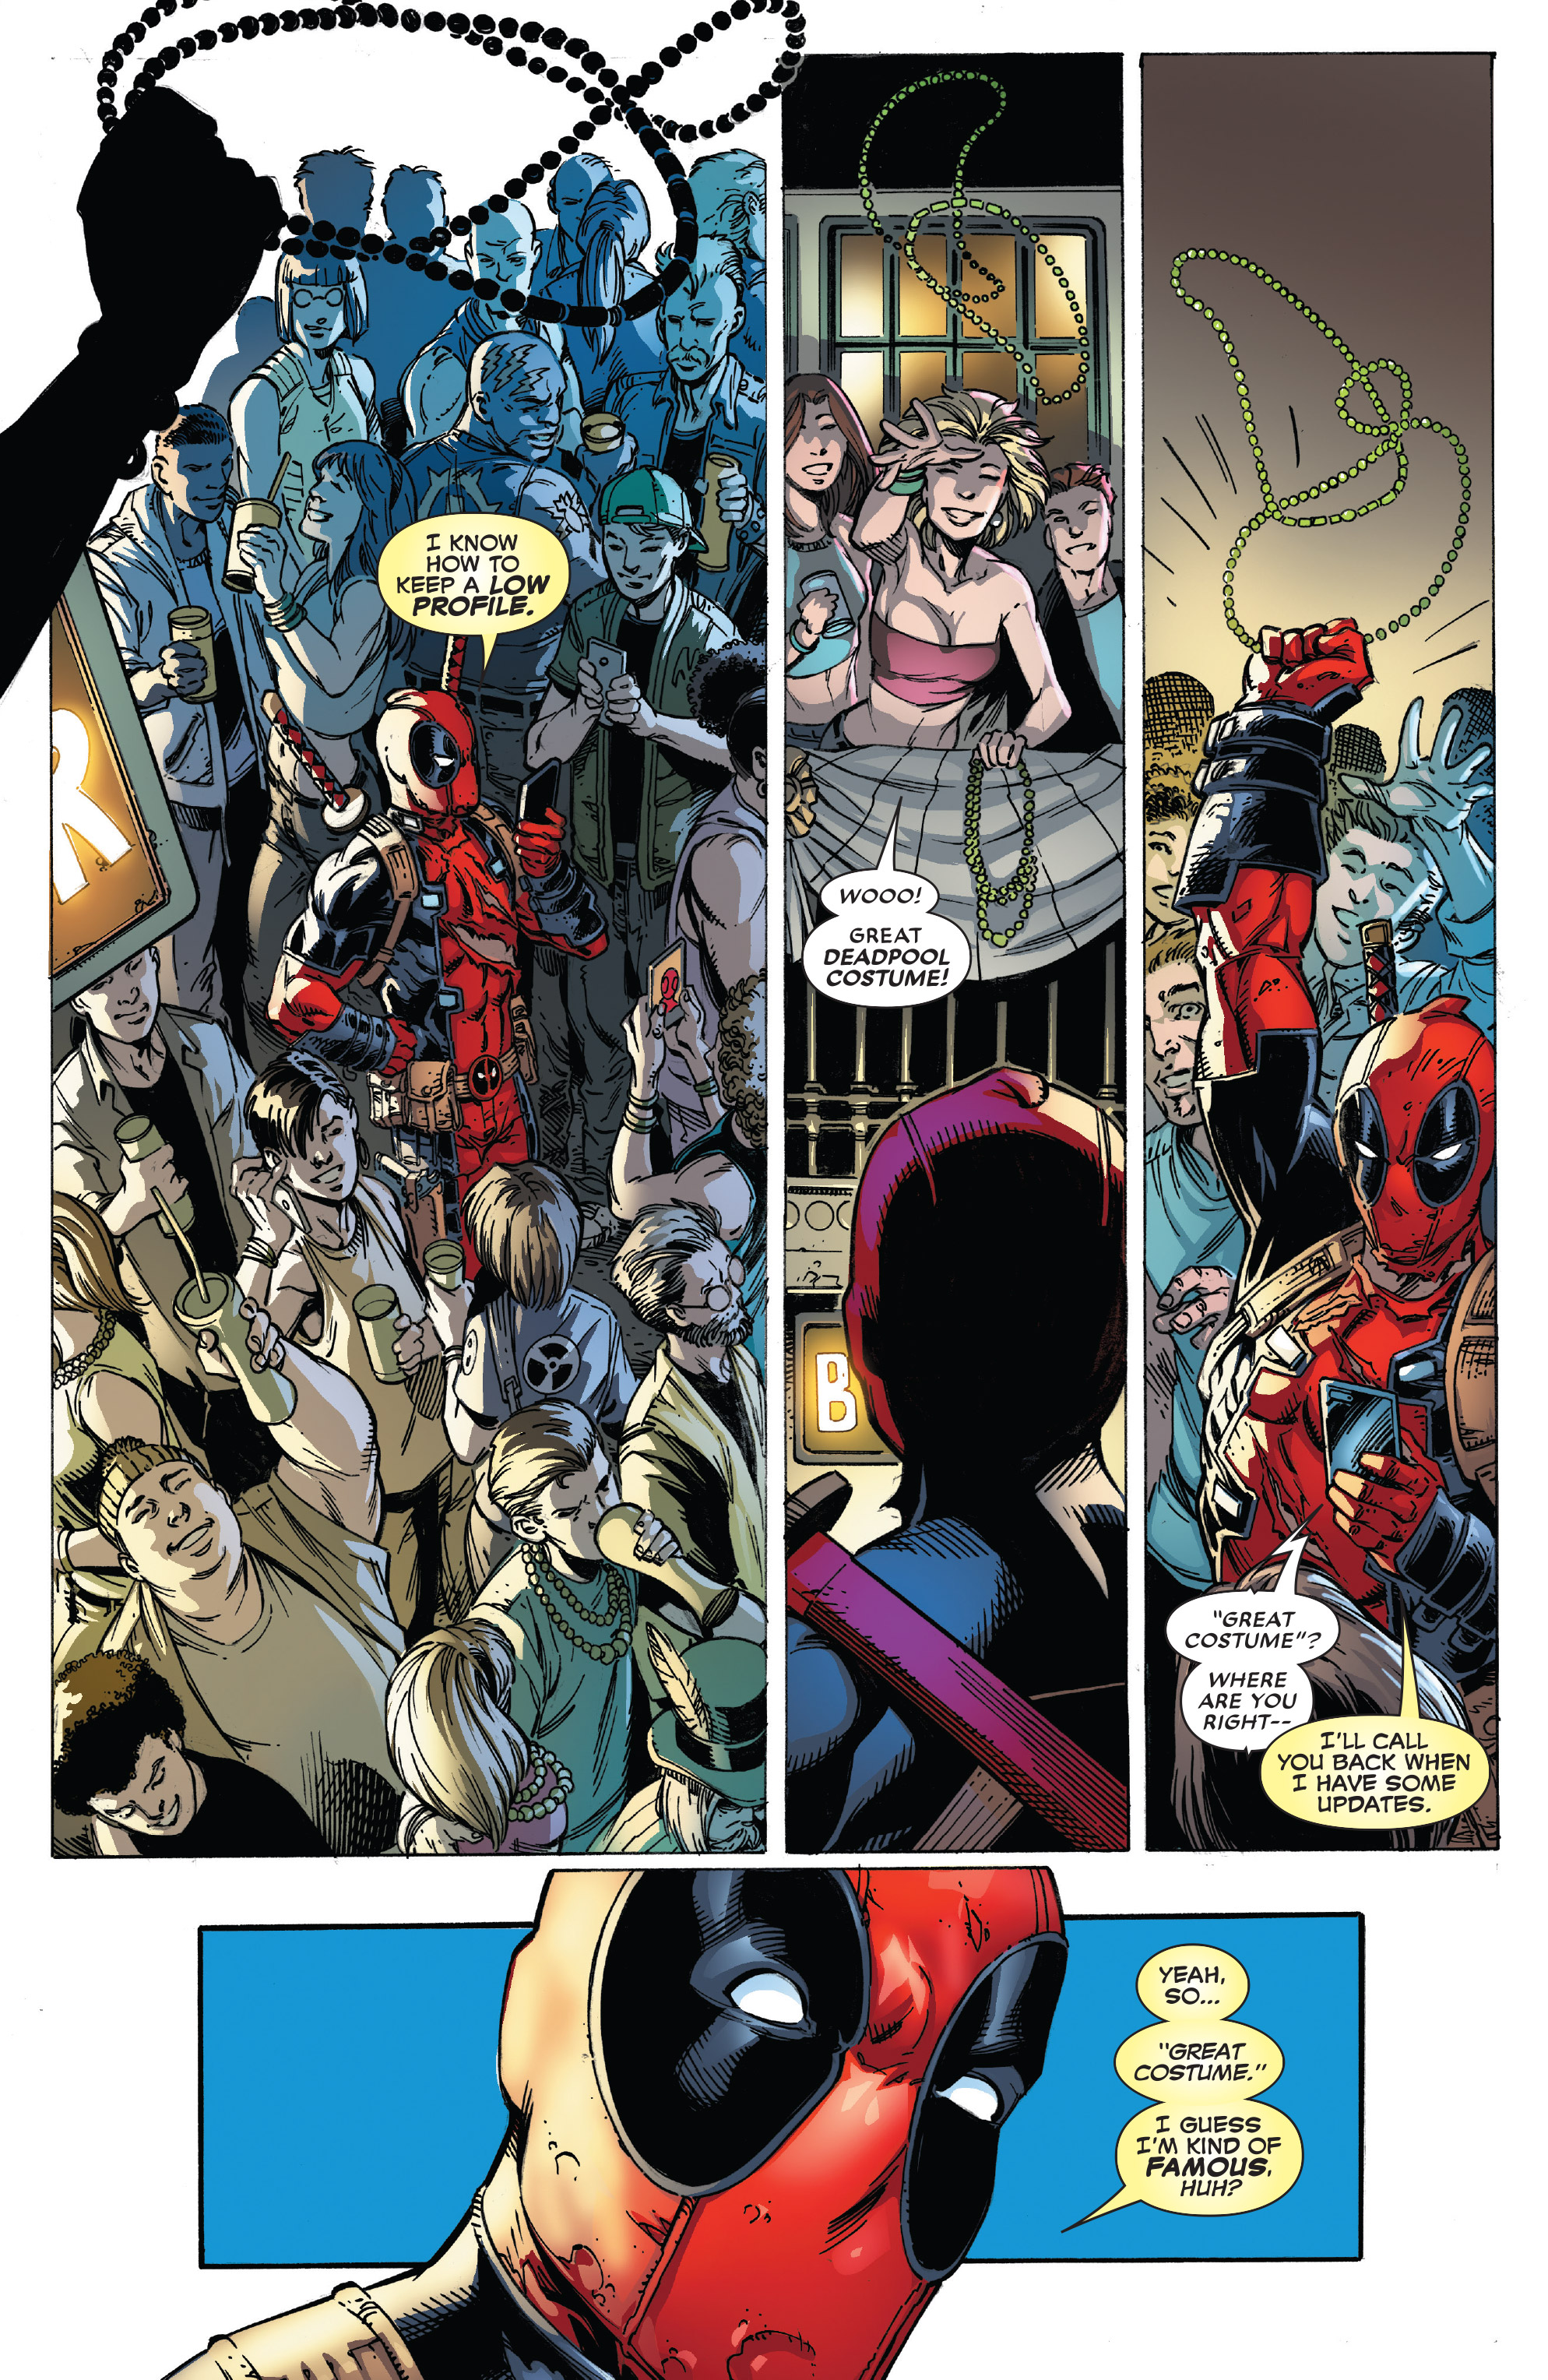 I KNOW
HOW TO
KEEP A LOW
PROFILE.
R
WOOO!
GREAT
DEADPOOL
COSTUME!
B
"GREAT
COSTUME"?
WHERE
ARE YOU
RIGHT--
I'LL CALL
YOU BACK WHEN
I HAVE SOME
UPDATES.
YEAH,
SO...
"GREAT
COSTUME."
I GUESS
I'M KIND OF
FAMOUS,
HUH?